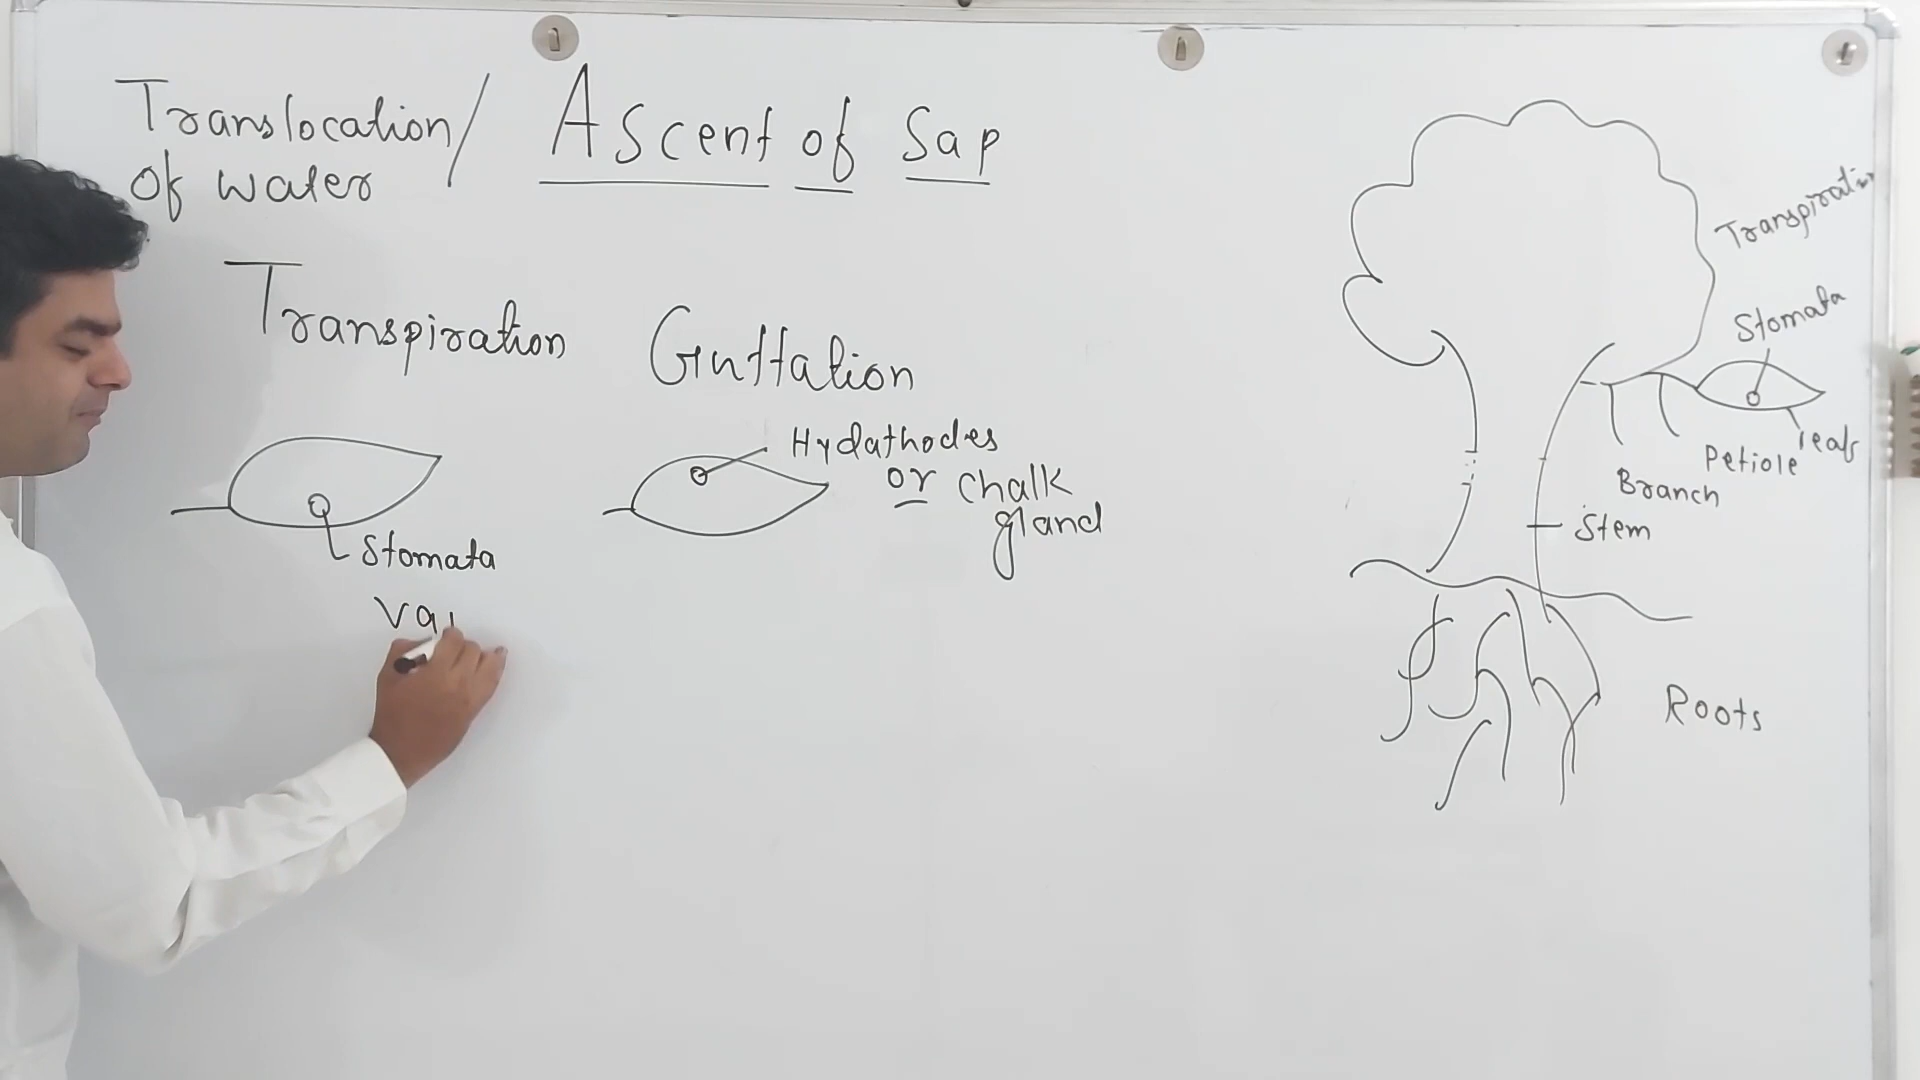 Translocation / Ascent of Sap
of water
Transpiration
Guttation
Hydathodes
or chalk
gland
Stomata
Transpiration
Stomata
leaf
Petiole
Branch
Stem
Roots